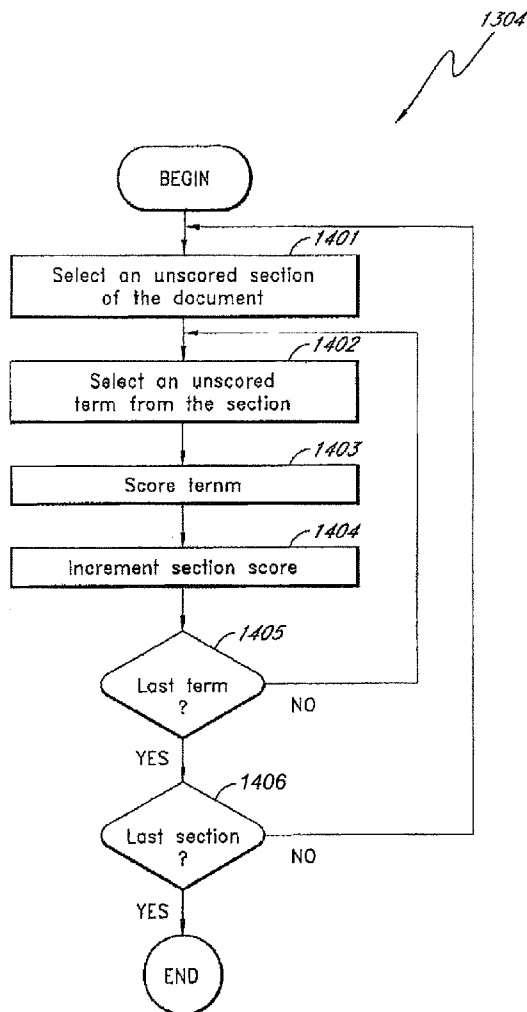 1304
BEGIN
1401
Select an unscored section
of the document
1402
Select an unscored
term from the section
1403
Score ternm
1404
Increment section score
1405
Last term
?
NO
YES
1406
Last section
?
NO
YES
END